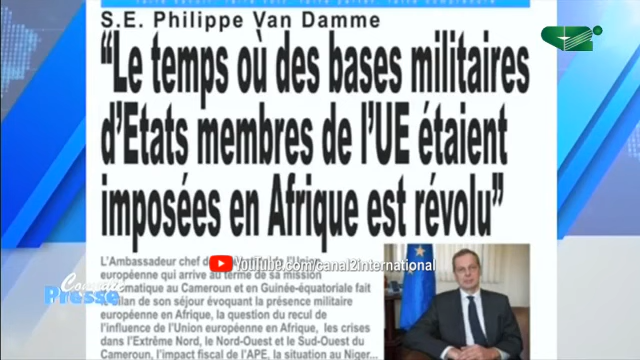 S.E. Philippe Van Damme
“Le temps où des bases militaires
d’Etats membres de l’UE étaient
imposées en Afrique est révolu”
L’Ambassadeur chef de l’Union
européenne qui arrive au terme de sa mission
au Cameroun et en Guinée-équatoriale fait
bilan de son séjour évoquant la présence militaire
européenne en Afrique, la question du recul de
l’influence de l’Union européenne en Afrique, les crises
dans l’Extrême Nord, le Nord-Ouest et le Sud-Ouest du
Cameroun, l’impact fiscal de l’APE, la situation au Niger...
Youtube.com/canal2international
Presse